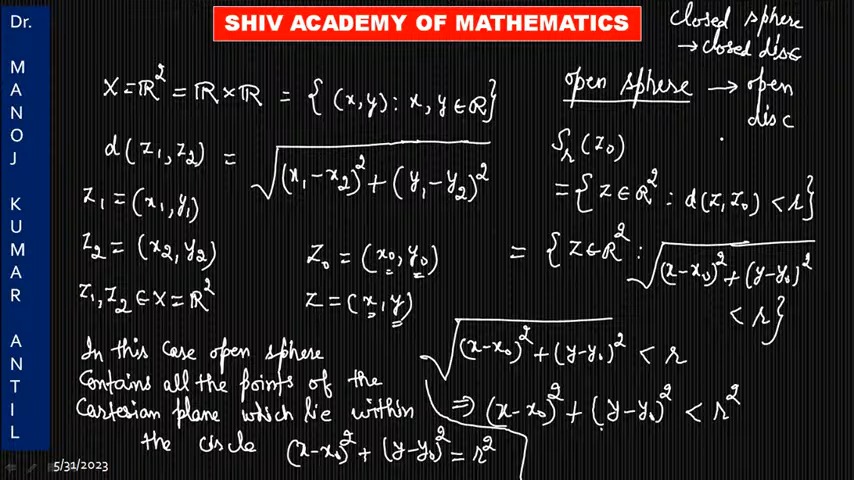 SHIV ACADEMY OF MATHEMATICS
Dr.
MANOJ
KUMAR
ANTIL
closed sphere
→ closed disc
X = ℝ² = ℝ × ℝ = { (x, y) : x, y ∈ ℝ }
open sphere → open
disc
d(z₁, z₂) = √((x₁ - x₂)² + (y₁ - y₂)²)
z₁ = (x₁, y₁)
z₂ = (x₂, y₂)
z₁, z₂ ∈ X = ℝ²
z₀ = (x₀, y₀)
z = (x, y)
Sᵣ(z₀)
= { z ∈ ℝ² : d(z, z₀) < r }
= { z ∈ ℝ² : √((x - x₀)² + (y - y₀)²)
< r }
√((x - x₀)² + (y - y₀)²) < r
⇒ (x - x₀)² + (y - y₀)² < r²
In this case open sphere
contains all the points of the
Cartesian plane which lie within
the circle (x - x₀)² + (y - y₀)² = r²
5/31/2023